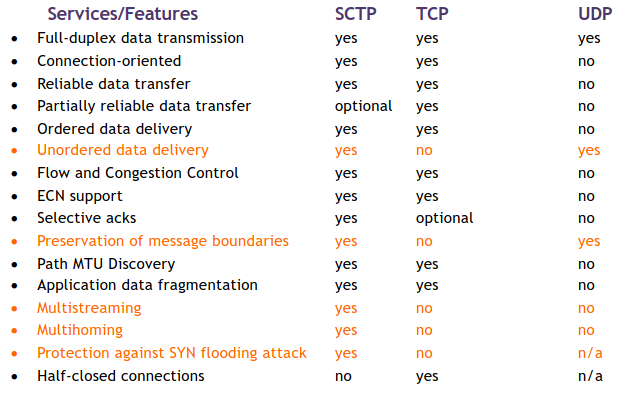 Services/Features SCTP TCP UDP
• Full-duplex data transmission yes yes yes
• Connection-oriented yes yes no
• Reliable data transfer yes yes no
• Partially reliable data transfer optional yes no
• Ordered data delivery yes yes no
• Unordered data delivery yes no yes
• Flow and Congestion Control yes yes no
• ECN support yes yes no
• Selective acks yes optional no
• Preservation of message boundaries yes no yes
• Path MTU Discovery yes yes no
• Application data fragmentation yes yes no
• Multistreaming yes no no
• Multihoming yes no no
• Protection against SYN flooding attack yes no n/a
• Half-closed connections no yes n/a